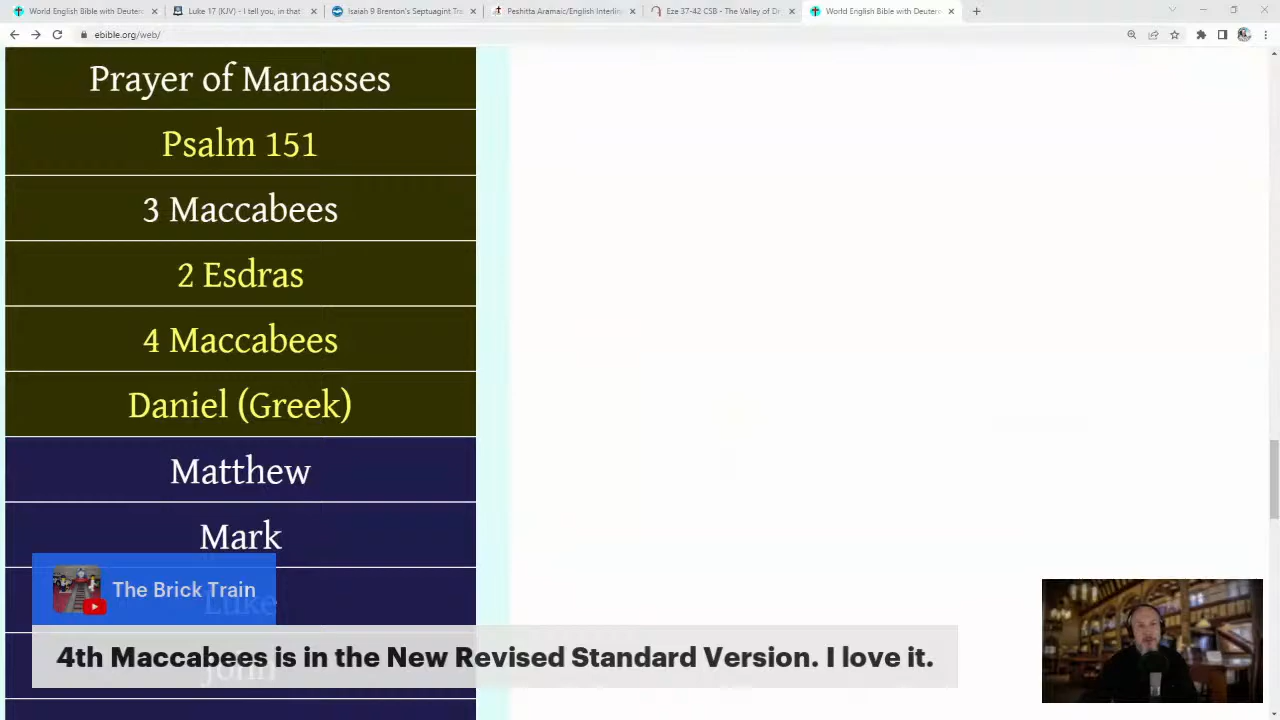 World English Bible with Deuter
Luke 17 (KJV) - I tell you, in that
Isaiah 9 Brenton's Septuagint Tra
Peshitta Aramaic/English Interlin
Eze 37-42 CSB - The Valley of Dr
World English Bible with Deuter
ebible.org/web/
Prayer of Manasses
Psalm 151
3 Maccabees
2 Esdras
4 Maccabees
Daniel (Greek)
Matthew
Mark
The Brick Train
Luke
4th Maccabees is in the New Revised Standard Version. I love it.
John